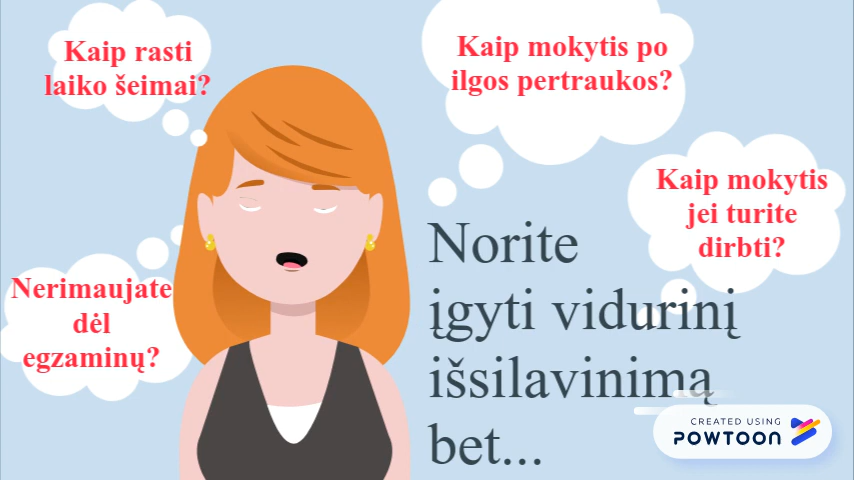 Kaip rasti
laiko šeimai?
Kaip mokytis po
ilgos pertraukos?
Kaip mokytis
jei turite
dirbti?
Nerimaujate
dėl
egzaminų?
Norite
įgyti vidurinį
išsilavinimą
bet...
CREATED USING
POWTOON